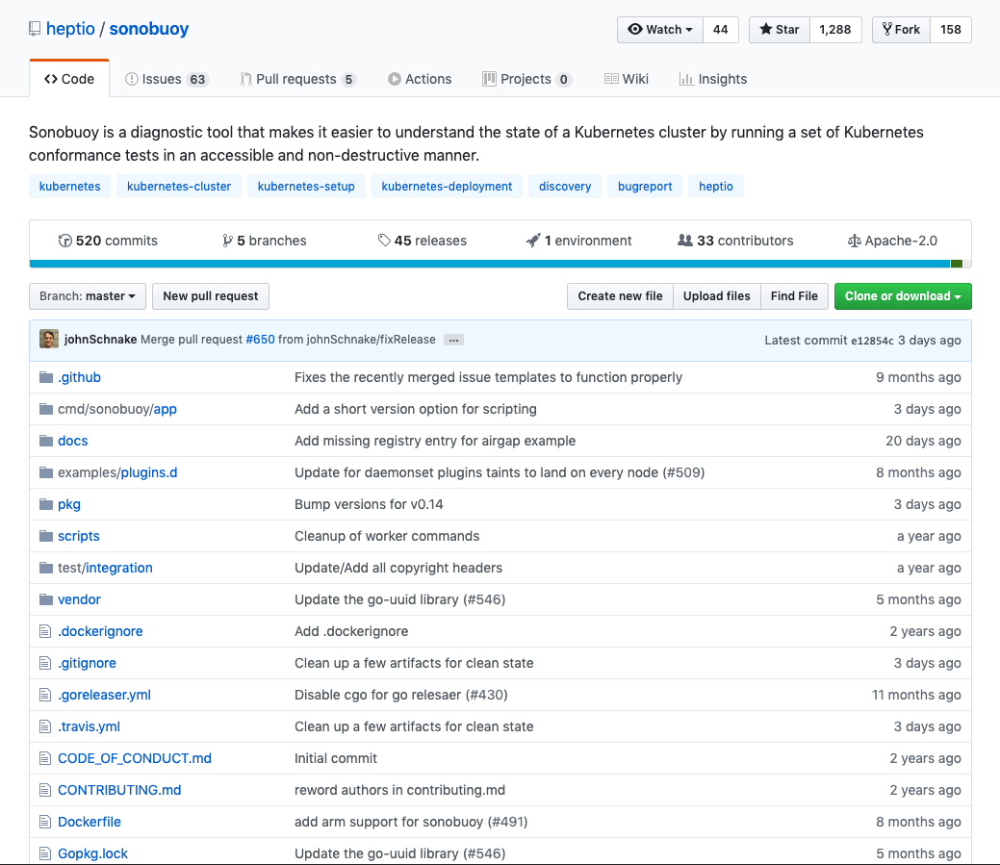 heptio / sonobuoy Watch 44 Star 1,288 Fork 158
Code Issues 63 Pull requests 5 Actions Projects 0 Wiki Insights
Sonobuoy is a diagnostic tool that makes it easier to understand the state of a Kubernetes cluster by running a set of Kubernetes
conformance tests in an accessible and non-destructive manner.
kubernetes kubernetes-cluster kubernetes-setup kubernetes-deployment discovery bugreport heptio
520 commits 5 branches 45 releases 1 environment 33 contributors Apache-2.0
Branch: master New pull request Create new file Upload files Find File Clone or download
johnSchnake Merge pull request #650 from johnSchnake/fixRelease ... Latest commit e12854c 3 days ago
.github Fixes the recently merged issue templates to function properly 9 months ago
cmd/sonobuoy/app Add a short version option for scripting 3 days ago
docs Add missing registry entry for airgap example 20 days ago
examples/plugins.d Update for daemonset plugins taints to land on every node (#509) 8 months ago
pkg Bump versions for v0.14 3 days ago
scripts Cleanup of worker commands a year ago
test/integration Update/Add all copyright headers a year ago
vendor Update the go-uuid library (#546) 5 months ago
.dockerignore Add .dockerignore 2 years ago
.gitignore Clean up a few artifacts for clean state 3 days ago
.goreleaser.yml Disable cgo for go relesaer (#430) 11 months ago
.travis.yml Clean up a few artifacts for clean state 3 days ago
CODE_OF_CONDUCT.md Initial commit 2 years ago
CONTRIBUTING.md reword authors in contributing.md 2 years ago
Dockerfile add arm support for sonobuoy (#491) 8 months ago
Gopkg.lock Update the go-uuid library (#546) 5 months ago